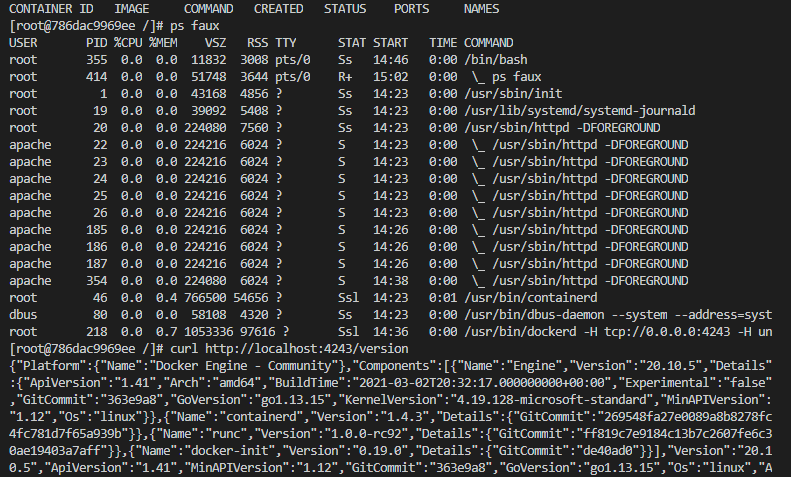 CONTAINER ID   IMAGE     COMMAND   CREATED   STATUS    PORTS     NAMES
[root@786dac9969ee /]# ps faux
USER       PID %CPU %MEM    VSZ   RSS TTY      STAT START   TIME COMMAND
root       355  0.0  0.0  11832  3008 pts/0    Ss   14:46   0:00 /bin/bash
root       414  0.0  0.0  51748  3644 pts/0    R+   15:02   0:00  \_ ps faux
root         1  0.0  0.0  43168  4856 ?        Ss   14:23   0:00 /usr/sbin/init
root        19  0.0  0.0  39092  5408 ?        Ss   14:23   0:00 /usr/lib/systemd/systemd-journald
root        20  0.0  0.0 224080  7560 ?        Ss   14:23   0:00 /usr/sbin/httpd -DFOREGROUND
apache      22  0.0  0.0 224216  6024 ?        S    14:23   0:00  \_ /usr/sbin/httpd -DFOREGROUND
apache      23  0.0  0.0 224216  6024 ?        S    14:23   0:00  \_ /usr/sbin/httpd -DFOREGROUND
apache      24  0.0  0.0 224216  6024 ?        S    14:23   0:00  \_ /usr/sbin/httpd -DFOREGROUND
apache      25  0.0  0.0 224216  6024 ?        S    14:23   0:00  \_ /usr/sbin/httpd -DFOREGROUND
apache      26  0.0  0.0 224216  6024 ?        S    14:23   0:00  \_ /usr/sbin/httpd -DFOREGROUND
apache     185  0.0  0.0 224216  6024 ?        S    14:26   0:00  \_ /usr/sbin/httpd -DFOREGROUND
apache     186  0.0  0.0 224216  6024 ?        S    14:26   0:00  \_ /usr/sbin/httpd -DFOREGROUND
apache     187  0.0  0.0 224216  6024 ?        S    14:26   0:00  \_ /usr/sbin/httpd -DFOREGROUND
apache     354  0.0  0.0 224080  6024 ?        S    14:38   0:00  \_ /usr/sbin/httpd -DFOREGROUND
root        46  0.0  0.4 766500 54656 ?        Ssl  14:23   0:01 /usr/bin/containerd
dbus        80  0.0  0.0  58108  4320 ?        Ss   14:23   0:00 /usr/bin/dbus-daemon --system --address=syst
root       218  0.0  0.7 1053336 97616 ?       Ssl  14:36   0:00 /usr/bin/dockerd -H tcp://0.0.0.0:4243 -H un
[root@786dac9969ee /]# curl http://localhost:4243/version
{"Platform":{"Name":"Docker Engine - Community"},"Components":[{"Name":"Engine","Version":"20.10.5","Details"
:{"ApiVersion":"1.41","Arch":"amd64","BuildTime":"2021-03-02T20:32:17.000000000+00:00","Experimental":"false"
,"GitCommit":"363e9a8","GoVersion":"go1.13.15","KernelVersion":"4.19.128-microsoft-standard","MinAPIVersion":
"1.12","Os":"linux"}},{"Name":"containerd","Version":"1.4.3","Details":{"GitCommit":"269548fa27e0089a8b8278fc
4fc781d7f65a939b"}},{"Name":"runc","Version":"1.0.0-rc92","Details":{"GitCommit":"ff819c7e9184c13b7c2607fe6c3
0ae19403a7aff"}},{"Name":"docker-init","Version":"0.19.0","Details":{"GitCommit":"de40ad0"}}],"Version":"20.1
0.5","ApiVersion":"1.41","MinAPIVersion":"1.12","GitCommit":"363e9a8","GoVersion":"go1.13.15","Os":"linux","A